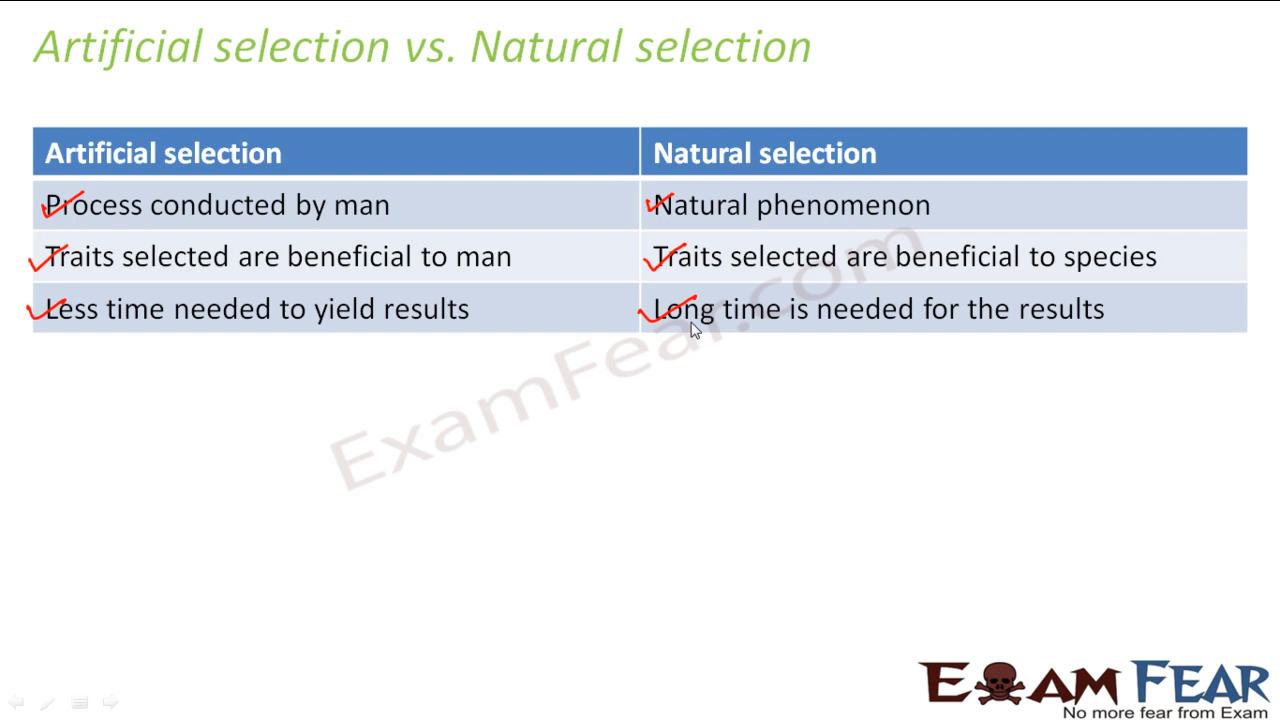 Artificial selection vs. Natural selection
Artificial selection
Natural selection
Process conducted by man
Natural phenomenon
Traits selected are beneficial to man
Traits selected are beneficial to species
Less time needed to yield results
Long time is needed for the results
ExamFear.com
EXAM FEAR
No more fear from Exam